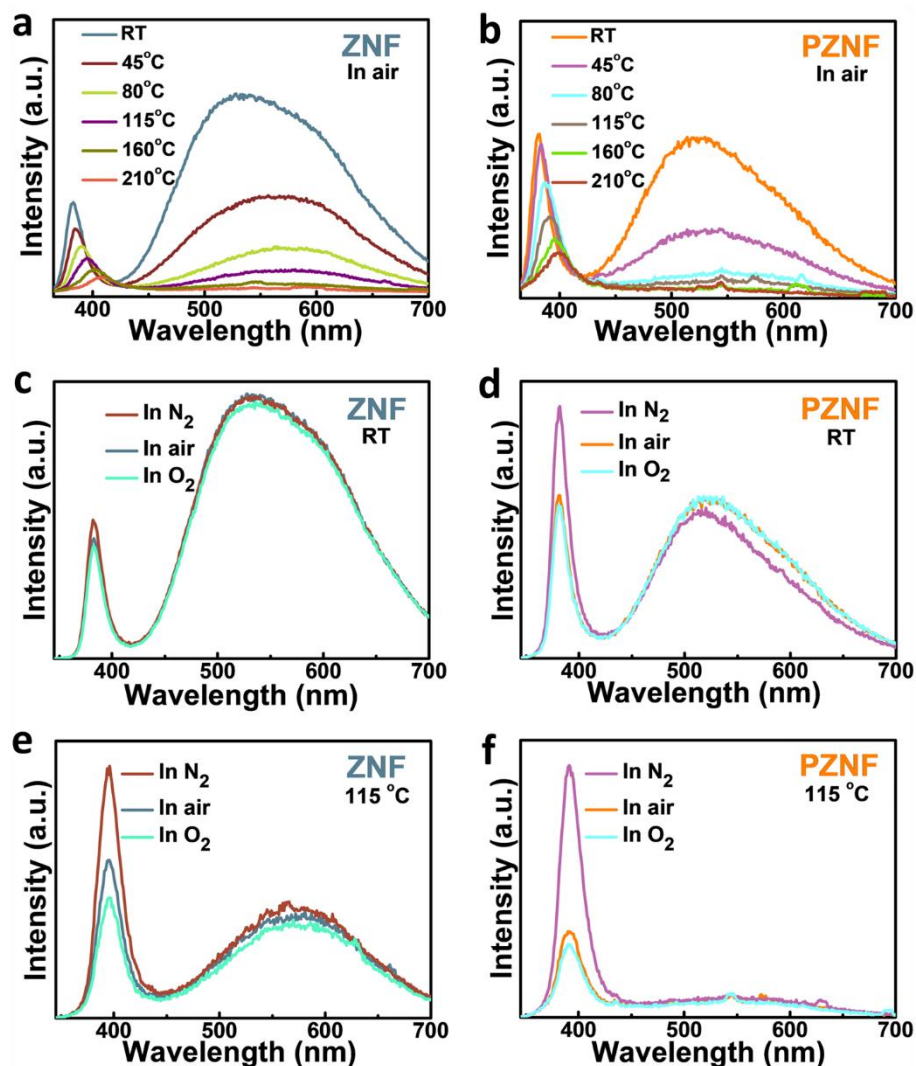 a
ZNF
In air
RT
45°C
80°C
115°C
160°C
210°C
Intensity (a.u.)
400 500 600 700
Wavelength (nm)
b
PZNF
In air
RT
45°C
80°C
115°C
160°C
210°C
Intensity (a.u.)
400 500 600 700
Wavelength (nm)
c
ZNF
RT
In N₂
In air
In O₂
Intensity (a.u.)
400 500 600 700
Wavelength (nm)
d
PZNF
RT
In N₂
In air
In O₂
Intensity (a.u.)
400 500 600 700
Wavelength (nm)
e
ZNF
115 °C
In N₂
In air
In O₂
Intensity (a.u.)
400 500 600 700
Wavelength (nm)
f
PZNF
115 °C
In N₂
In air
In O₂
Intensity (a.u.)
400 500 600 700
Wavelength (nm)